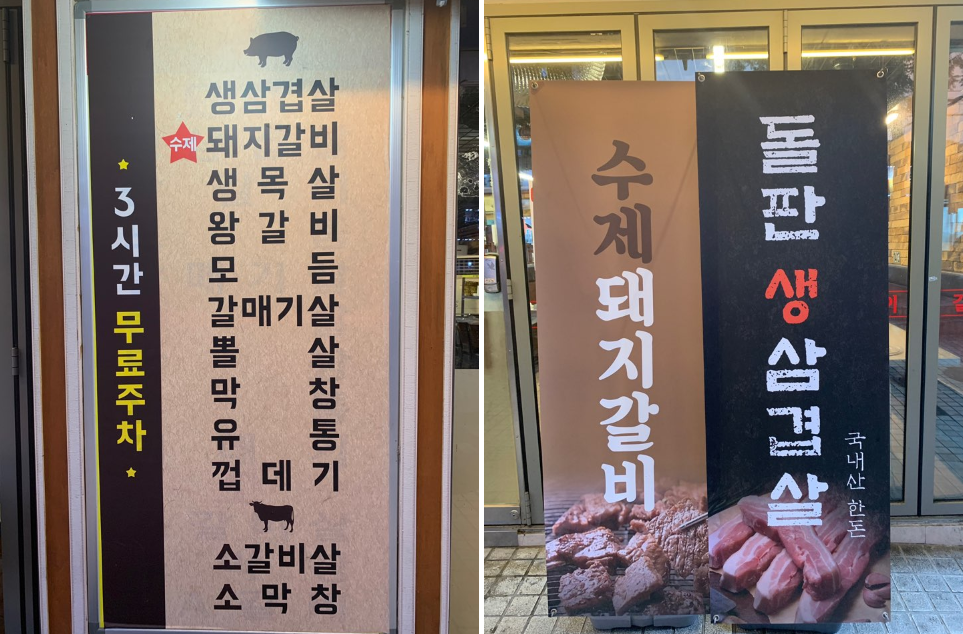 3시간 무료주차
생삼겹살
수제 돼지갈비
생목살
왕갈비
모듬
갈매기살
뽈살
막창
유통
껍데기
소갈비살
소막창
수제 돼지갈비
돌판 생삼겹살
국내산 한돈